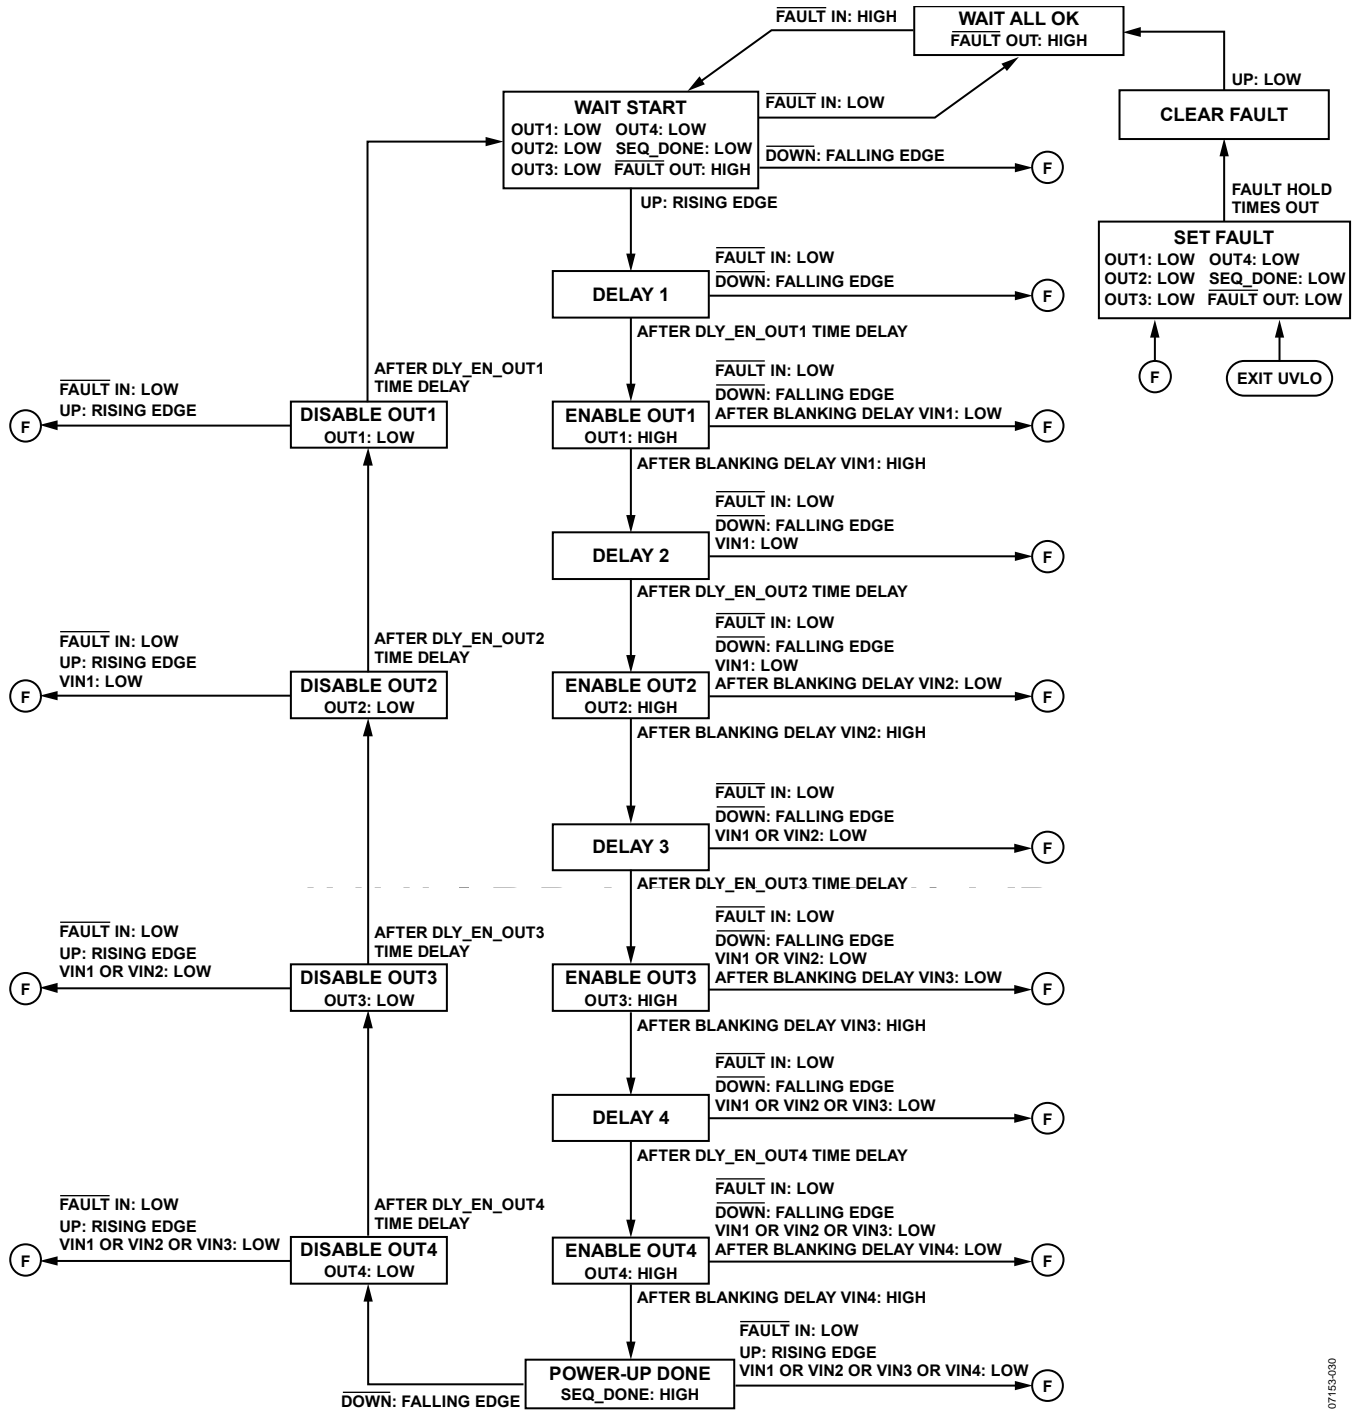 FAULT IN: HIGH
WAIT ALL OK
FAULT OUT: HIGH
UP: LOW
WAIT START
OUT1: LOW OUT4: LOW
OUT2: LOW SEQ_DONE: LOW
OUT3: LOW FAULT OUT: HIGH
FAULT IN: LOW
DOWN: FALLING EDGE
F
UP: RISING EDGE
CLEAR FAULT
FAULT HOLD
TIMES OUT
SET FAULT
OUT1: LOW OUT4: LOW
OUT2: LOW SEQ_DONE: LOW
OUT3: LOW FAULT OUT: LOW
F
EXIT UVLO
FAULT IN: LOW
DOWN: FALLING EDGE
DELAY 1
F
AFTER DLY_EN_OUT1 TIME DELAY
FAULT IN: LOW
DOWN: FALLING EDGE
AFTER BLANKING DELAY VIN1: LOW
ENABLE OUT1
OUT1: HIGH
F
AFTER BLANKING DELAY VIN1: HIGH
AFTER DLY_EN_OUT1
TIME DELAY
FAULT IN: LOW
UP: RISING EDGE
F
DISABLE OUT1
OUT1: LOW
FAULT IN: LOW
DOWN: FALLING EDGE
VIN1: LOW
DELAY 2
F
AFTER DLY_EN_OUT2 TIME DELAY
FAULT IN: LOW
DOWN: FALLING EDGE
VIN1: LOW
AFTER BLANKING DELAY VIN2: LOW
ENABLE OUT2
OUT2: HIGH
F
AFTER BLANKING DELAY VIN2: HIGH
AFTER DLY_EN_OUT2
TIME DELAY
FAULT IN: LOW
UP: RISING EDGE
VIN1: LOW
F
DISABLE OUT2
OUT2: LOW
FAULT IN: LOW
DOWN: FALLING EDGE
VIN1 OR VIN2: LOW
DELAY 3
F
AFTER DLY_EN_OUT3 TIME DELAY
FAULT IN: LOW
DOWN: FALLING EDGE
VIN1 OR VIN2: LOW
AFTER BLANKING DELAY VIN3: LOW
ENABLE OUT3
OUT3: HIGH
F
AFTER BLANKING DELAY VIN3: HIGH
AFTER DLY_EN_OUT3
TIME DELAY
FAULT IN: LOW
UP: RISING EDGE
VIN1 OR VIN2: LOW
F
DISABLE OUT3
OUT3: LOW
FAULT IN: LOW
DOWN: FALLING EDGE
VIN1 OR VIN2 OR VIN3: LOW
DELAY 4
F
AFTER DLY_EN_OUT4 TIME DELAY
FAULT IN: LOW
DOWN: FALLING EDGE
VIN1 OR VIN2 OR VIN3: LOW
AFTER BLANKING DELAY VIN4: LOW
ENABLE OUT4
OUT4: HIGH
F
AFTER BLANKING DELAY VIN4: HIGH
AFTER DLY_EN_OUT4
TIME DELAY
FAULT IN: LOW
UP: RISING EDGE
VIN1 OR VIN2 OR VIN3: LOW
F
DISABLE OUT4
OUT4: LOW
FAULT IN: LOW
UP: RISING EDGE
VIN1 OR VIN2 OR VIN3 OR VIN4: LOW
POWER-UP DONE
SEQ_DONE: HIGH
F
DOWN: FALLING EDGE
07153-030